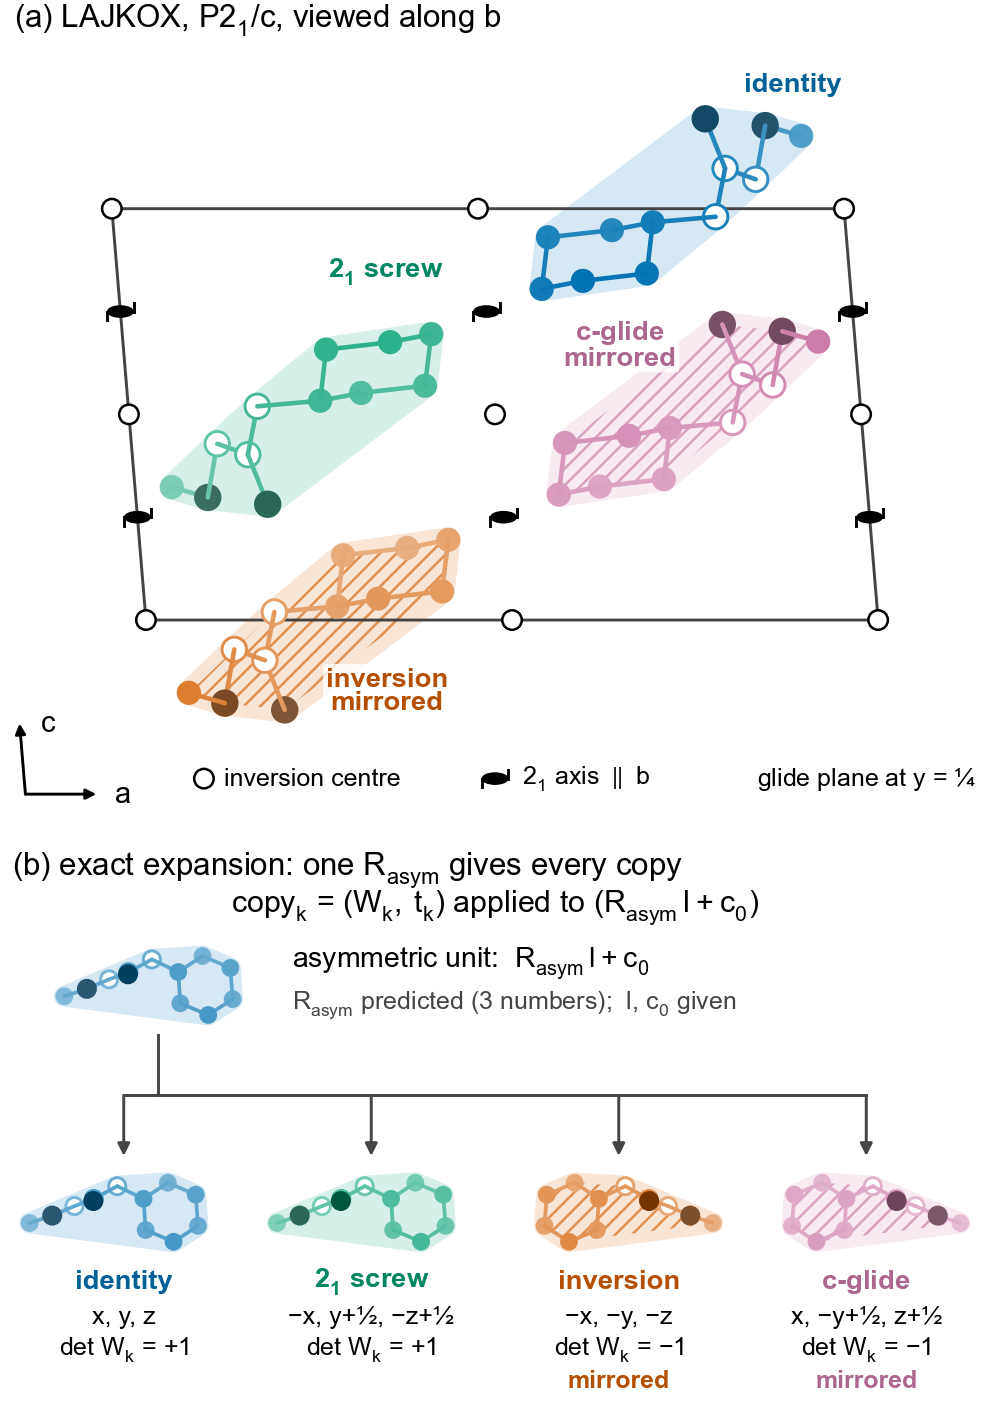 (a) LAJKOX, P2₁/c, viewed along b
identity
2₁ screw
c-glide
mirrored
inversion
mirrored
c
a
inversion centre
2₁ axis ∥ b
glide plane at y = ¼
(b) exact expansion: one R_asym gives every copy
copy_k = (W_k, t_k) applied to (R_asym l + c₀)
asymmetric unit: R_asym l + c₀
R_asym predicted (3 numbers); l, c₀ given
identity
2₁ screw
inversion
c-glide
x, y, z
−x, y+½, −z+½
−x, −y, −z
x, −y+½, z+½
det W_k = +1
det W_k = +1
det W_k = −1
det W_k = −1
mirrored
mirrored